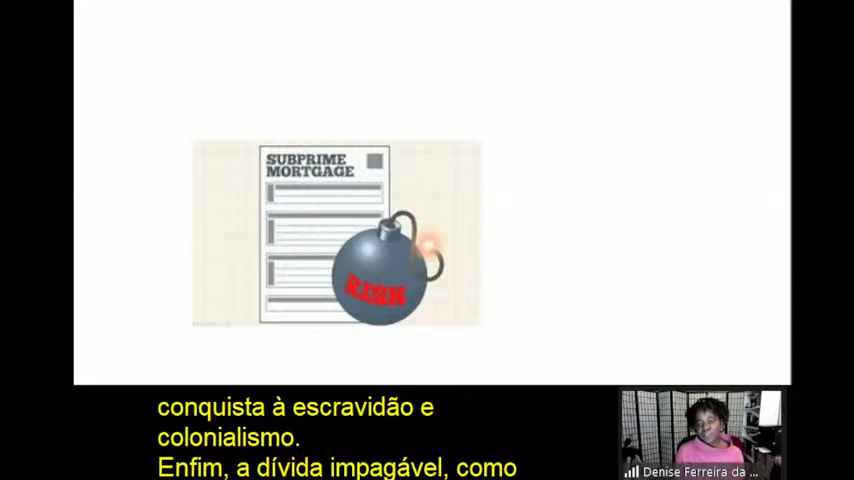 SUBPRIME
MORTGAGE
RISK
conquista à escravidão e
colonialismo.
Enfim, a dívida impagável, como
Denise Ferreira da ...